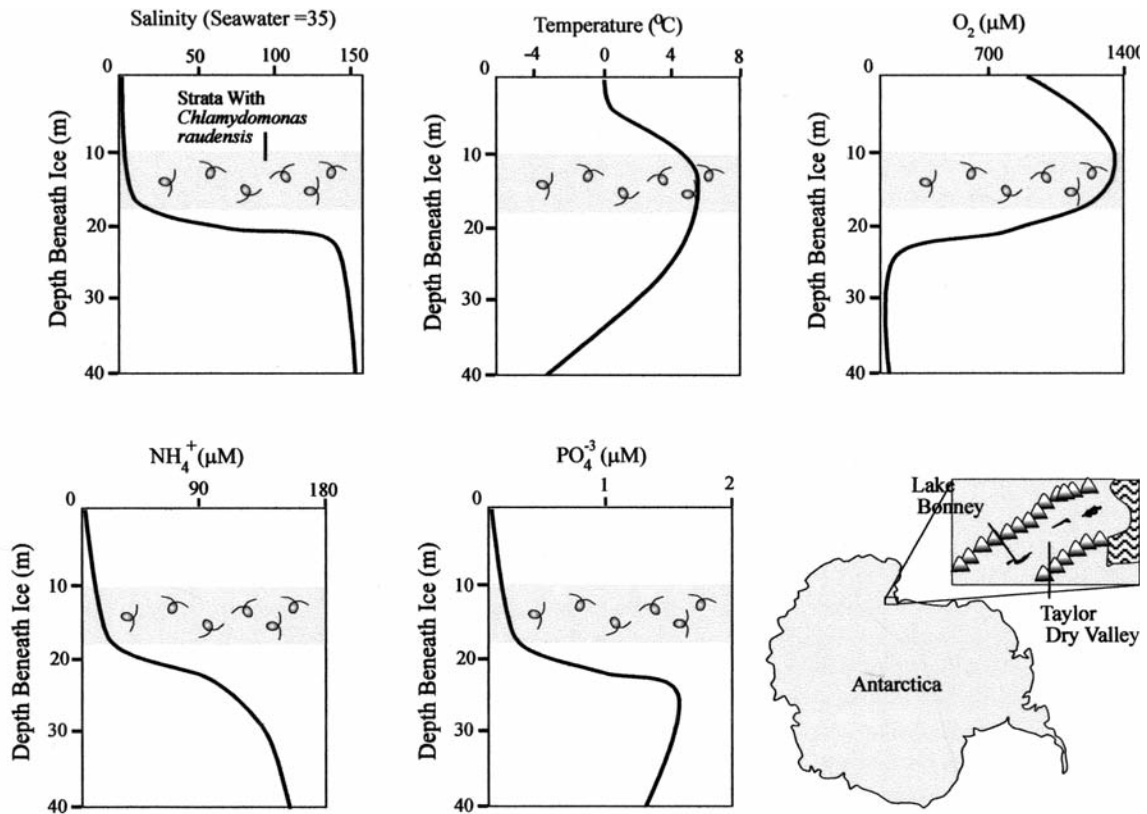 Salinity (Seawater =35)
0 50 100 150
Strata With
Chlamydomonas
raudensis
10
20
30
40
Depth Beneath Ice (m)
Temperature (⁰C)
0 -4 0 4 8
10
20
30
40
Depth Beneath Ice (m)
O₂ (μM)
0 700 1400
10
20
30
40
Depth Beneath Ice (m)
NH₄⁺(μM)
0 90 180
10
20
30
40
Depth Beneath Ice (m)
PO₄⁻³ (μM)
0 1 2
10
20
30
40
Depth Beneath Ice (m)
Lake
Bonney
Taylor
Dry Valley
Antarctica